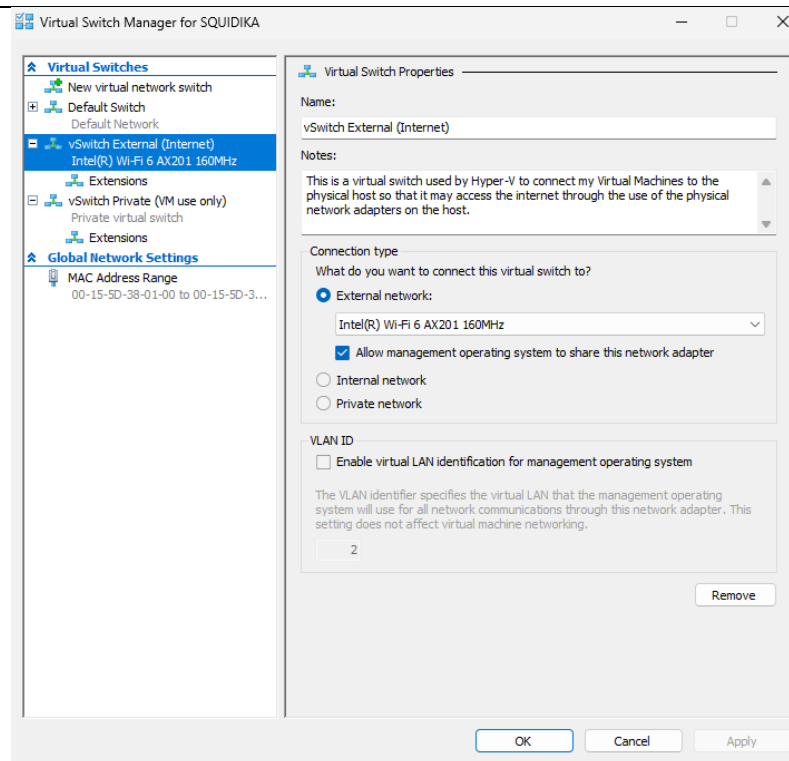 Virtual Switch Manager for SQUIDIKA
Virtual Switches
New virtual network switch
Default Switch
Default Network
vSwitch External (Internet)
Intel(R) Wi-Fi 6 AX201 160MHz
Extensions
vSwitch Private (VM use only)
Private virtual switch
Extensions
Global Network Settings
MAC Address Range
00-15-5D-38-01-00 to 00-15-5D-3...
Virtual Switch Properties
Name:
vSwitch External (Internet)
Notes:
This is a virtual switch used by Hyper-V to connect my Virtual Machines to the
physical host so that it may access the internet through the use of the physical
network adapters on the host.
Connection type
What do you want to connect this virtual switch to?
External network:
Intel(R) Wi-Fi 6 AX201 160MHz
Allow management operating system to share this network adapter
Internal network
Private network
VLAN ID
Enable virtual LAN identification for management operating system
The VLAN identifier specifies the virtual LAN that the management operating
system will use for all network communications through this network adapter. This
setting does not affect virtual machine networking.
2
Remove
OK
Cancel
Apply